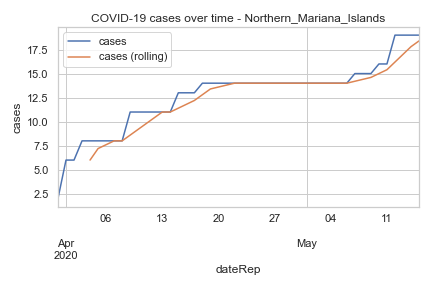 COVID-19 cases over time - Northern_Mariana_Islands
cases
cases (rolling)
17.5
15.0
12.5
10.0
7.5
5.0
2.5
cases
06
13
20
27
04
11
Apr
2020
May
dateRep